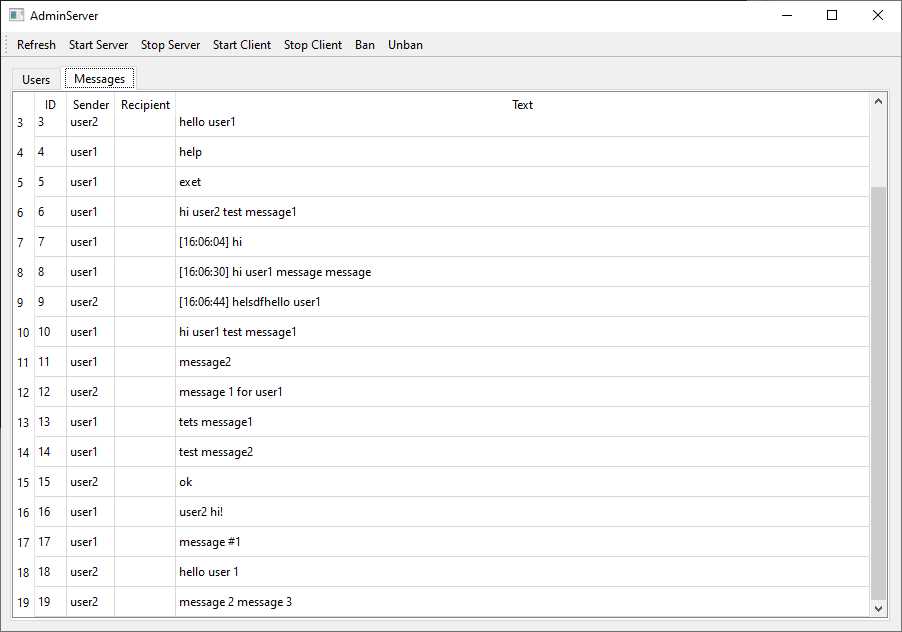 AdminServer
Refresh Start Server Stop Server Start Client Stop Client Ban Unban
Users Messages
ID Sender Recipient Text
3 3 user2 hello user1
4 4 user1 help
5 5 user1 exet
6 6 user1 hi user2 test message1
7 7 user1 [16:06:04] hi
8 8 user1 [16:06:30] hi user1 message message
9 9 user2 [16:06:44] helsdfhello user1
10 10 user1 hi user1 test message1
11 11 user1 message2
12 12 user2 message 1 for user1
13 13 user1 tets message1
14 14 user1 test message2
15 15 user2 ok
16 16 user1 user2 hi!
17 17 user1 message #1
18 18 user2 hello user 1
19 19 user2 message 2 message 3